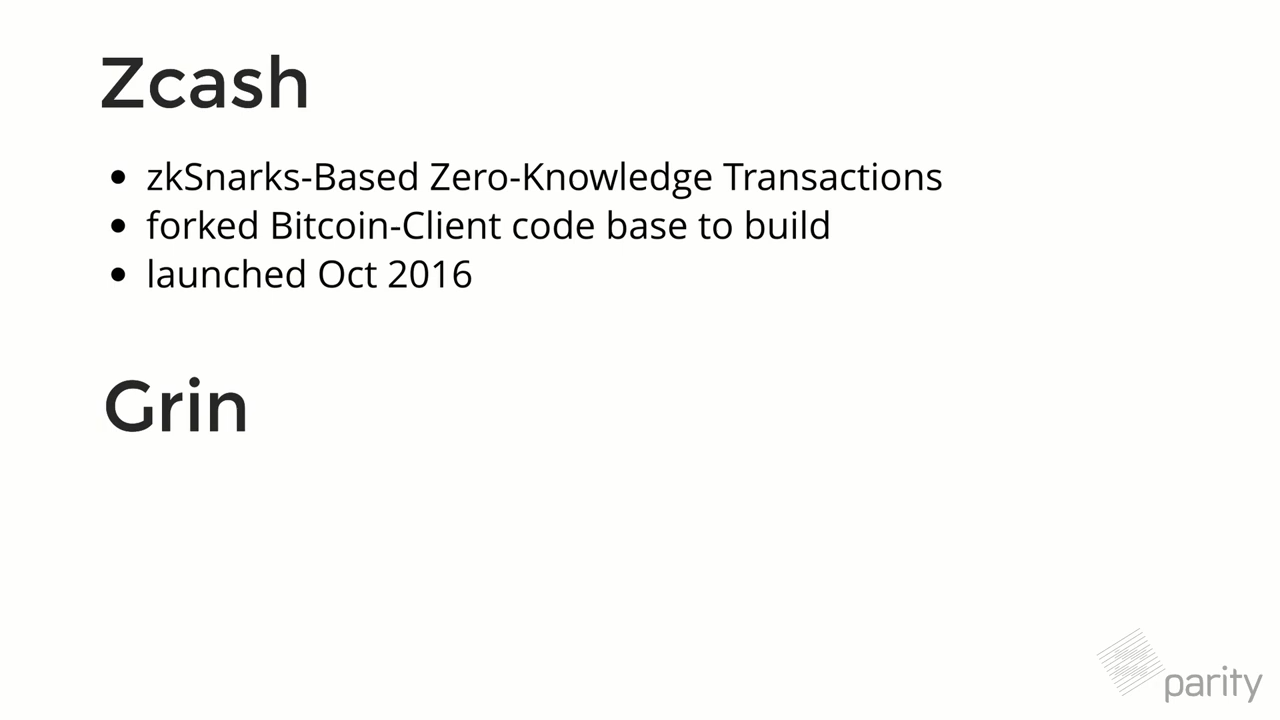 Zcash
zkSnarks-Based Zero-Knowledge Transactions
forked Bitcoin-Client code base to build
launched Oct 2016
Grin
parity